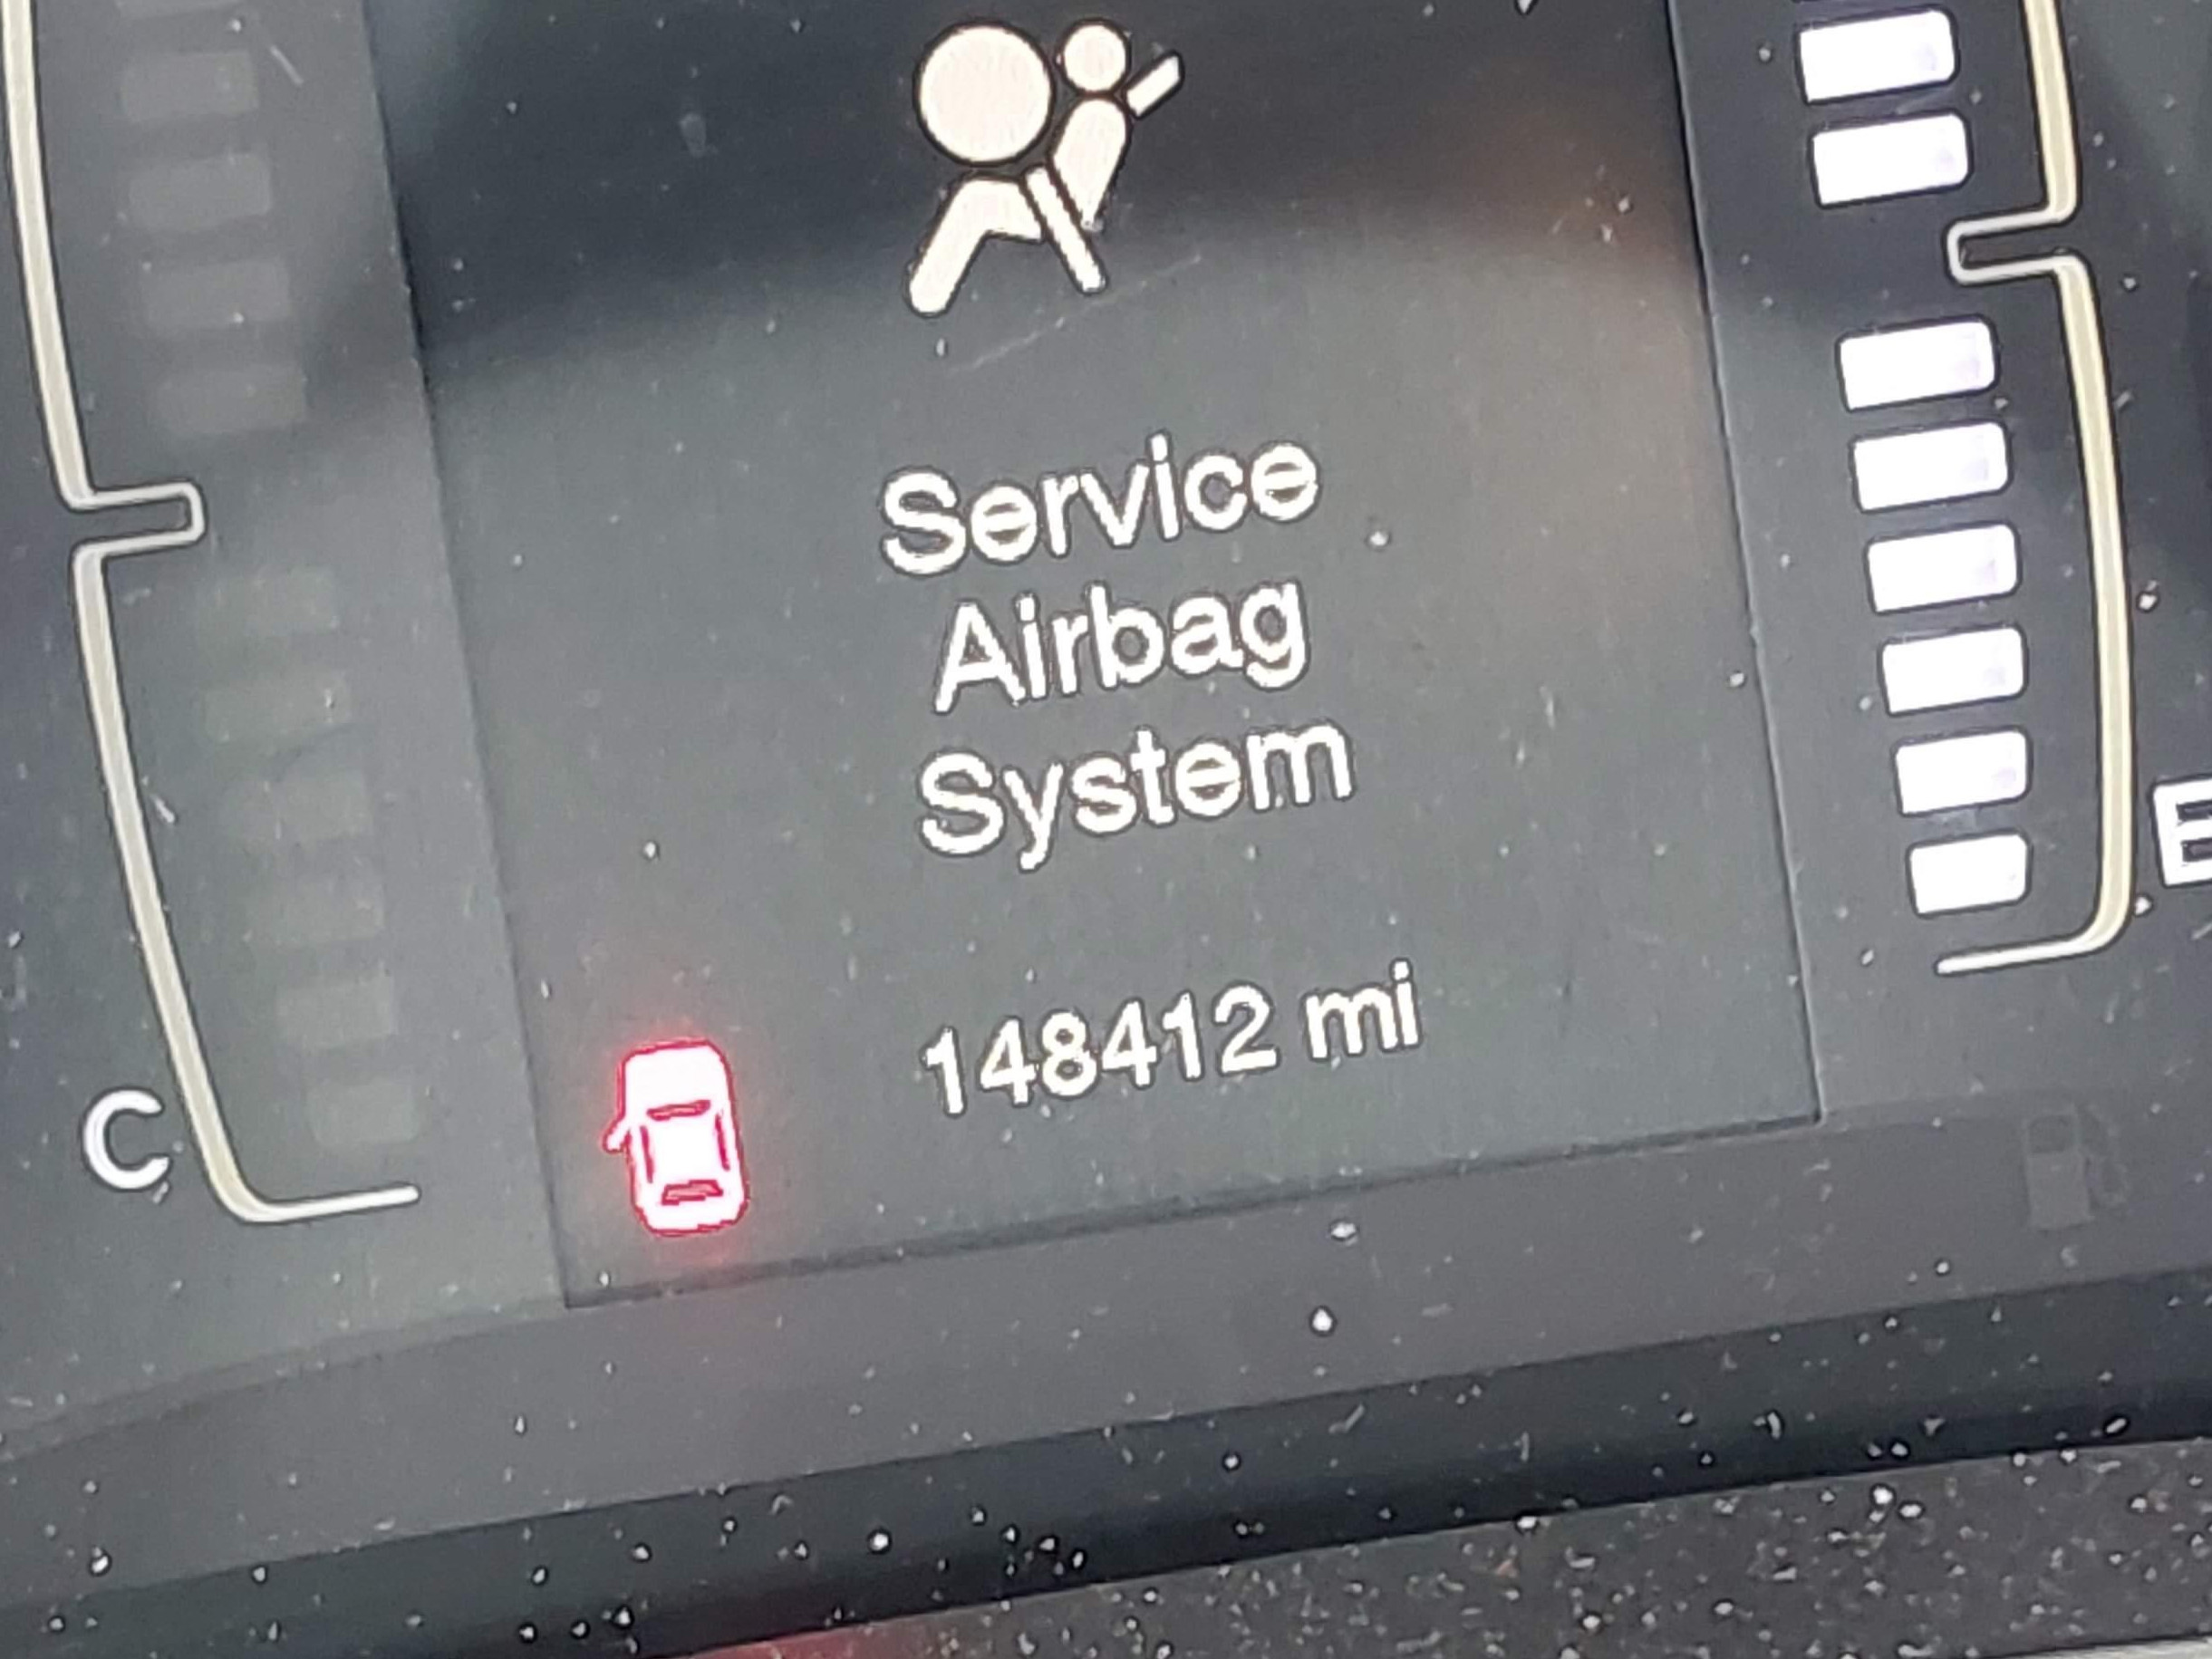 Service
Airbag
System
148412 mi
C
E